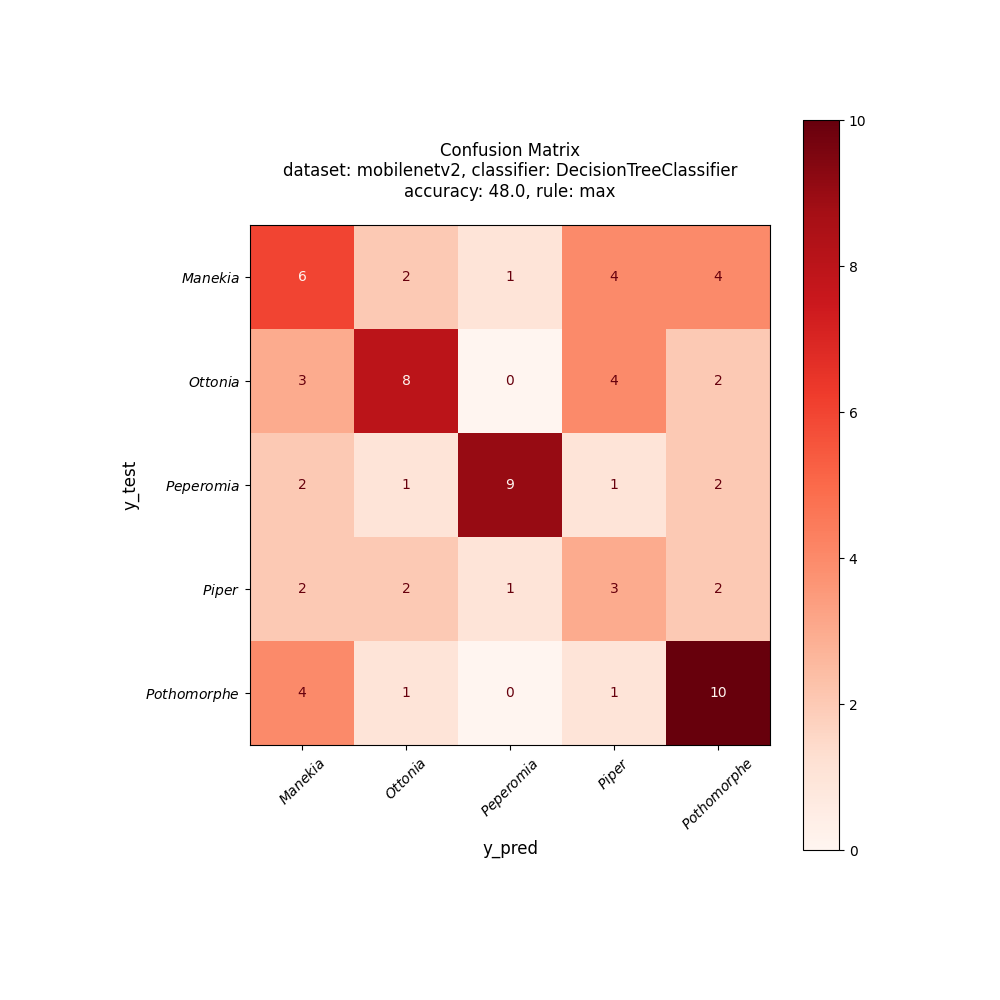 Confusion Matrix
dataset: mobilenetv2, classifier: DecisionTreeClassifier
accuracy: 48.0, rule: max
Manekia 6 2 1 4 4
Ottonia 3 8 0 4 2
Peperomia 2 1 9 1 2
Piper 2 2 1 3 2
Pothomorphe 4 1 0 1 10
Manekia Ottonia Peperomia Piper Pothomorphe
y_pred
y_test
10
8
6
4
2
0